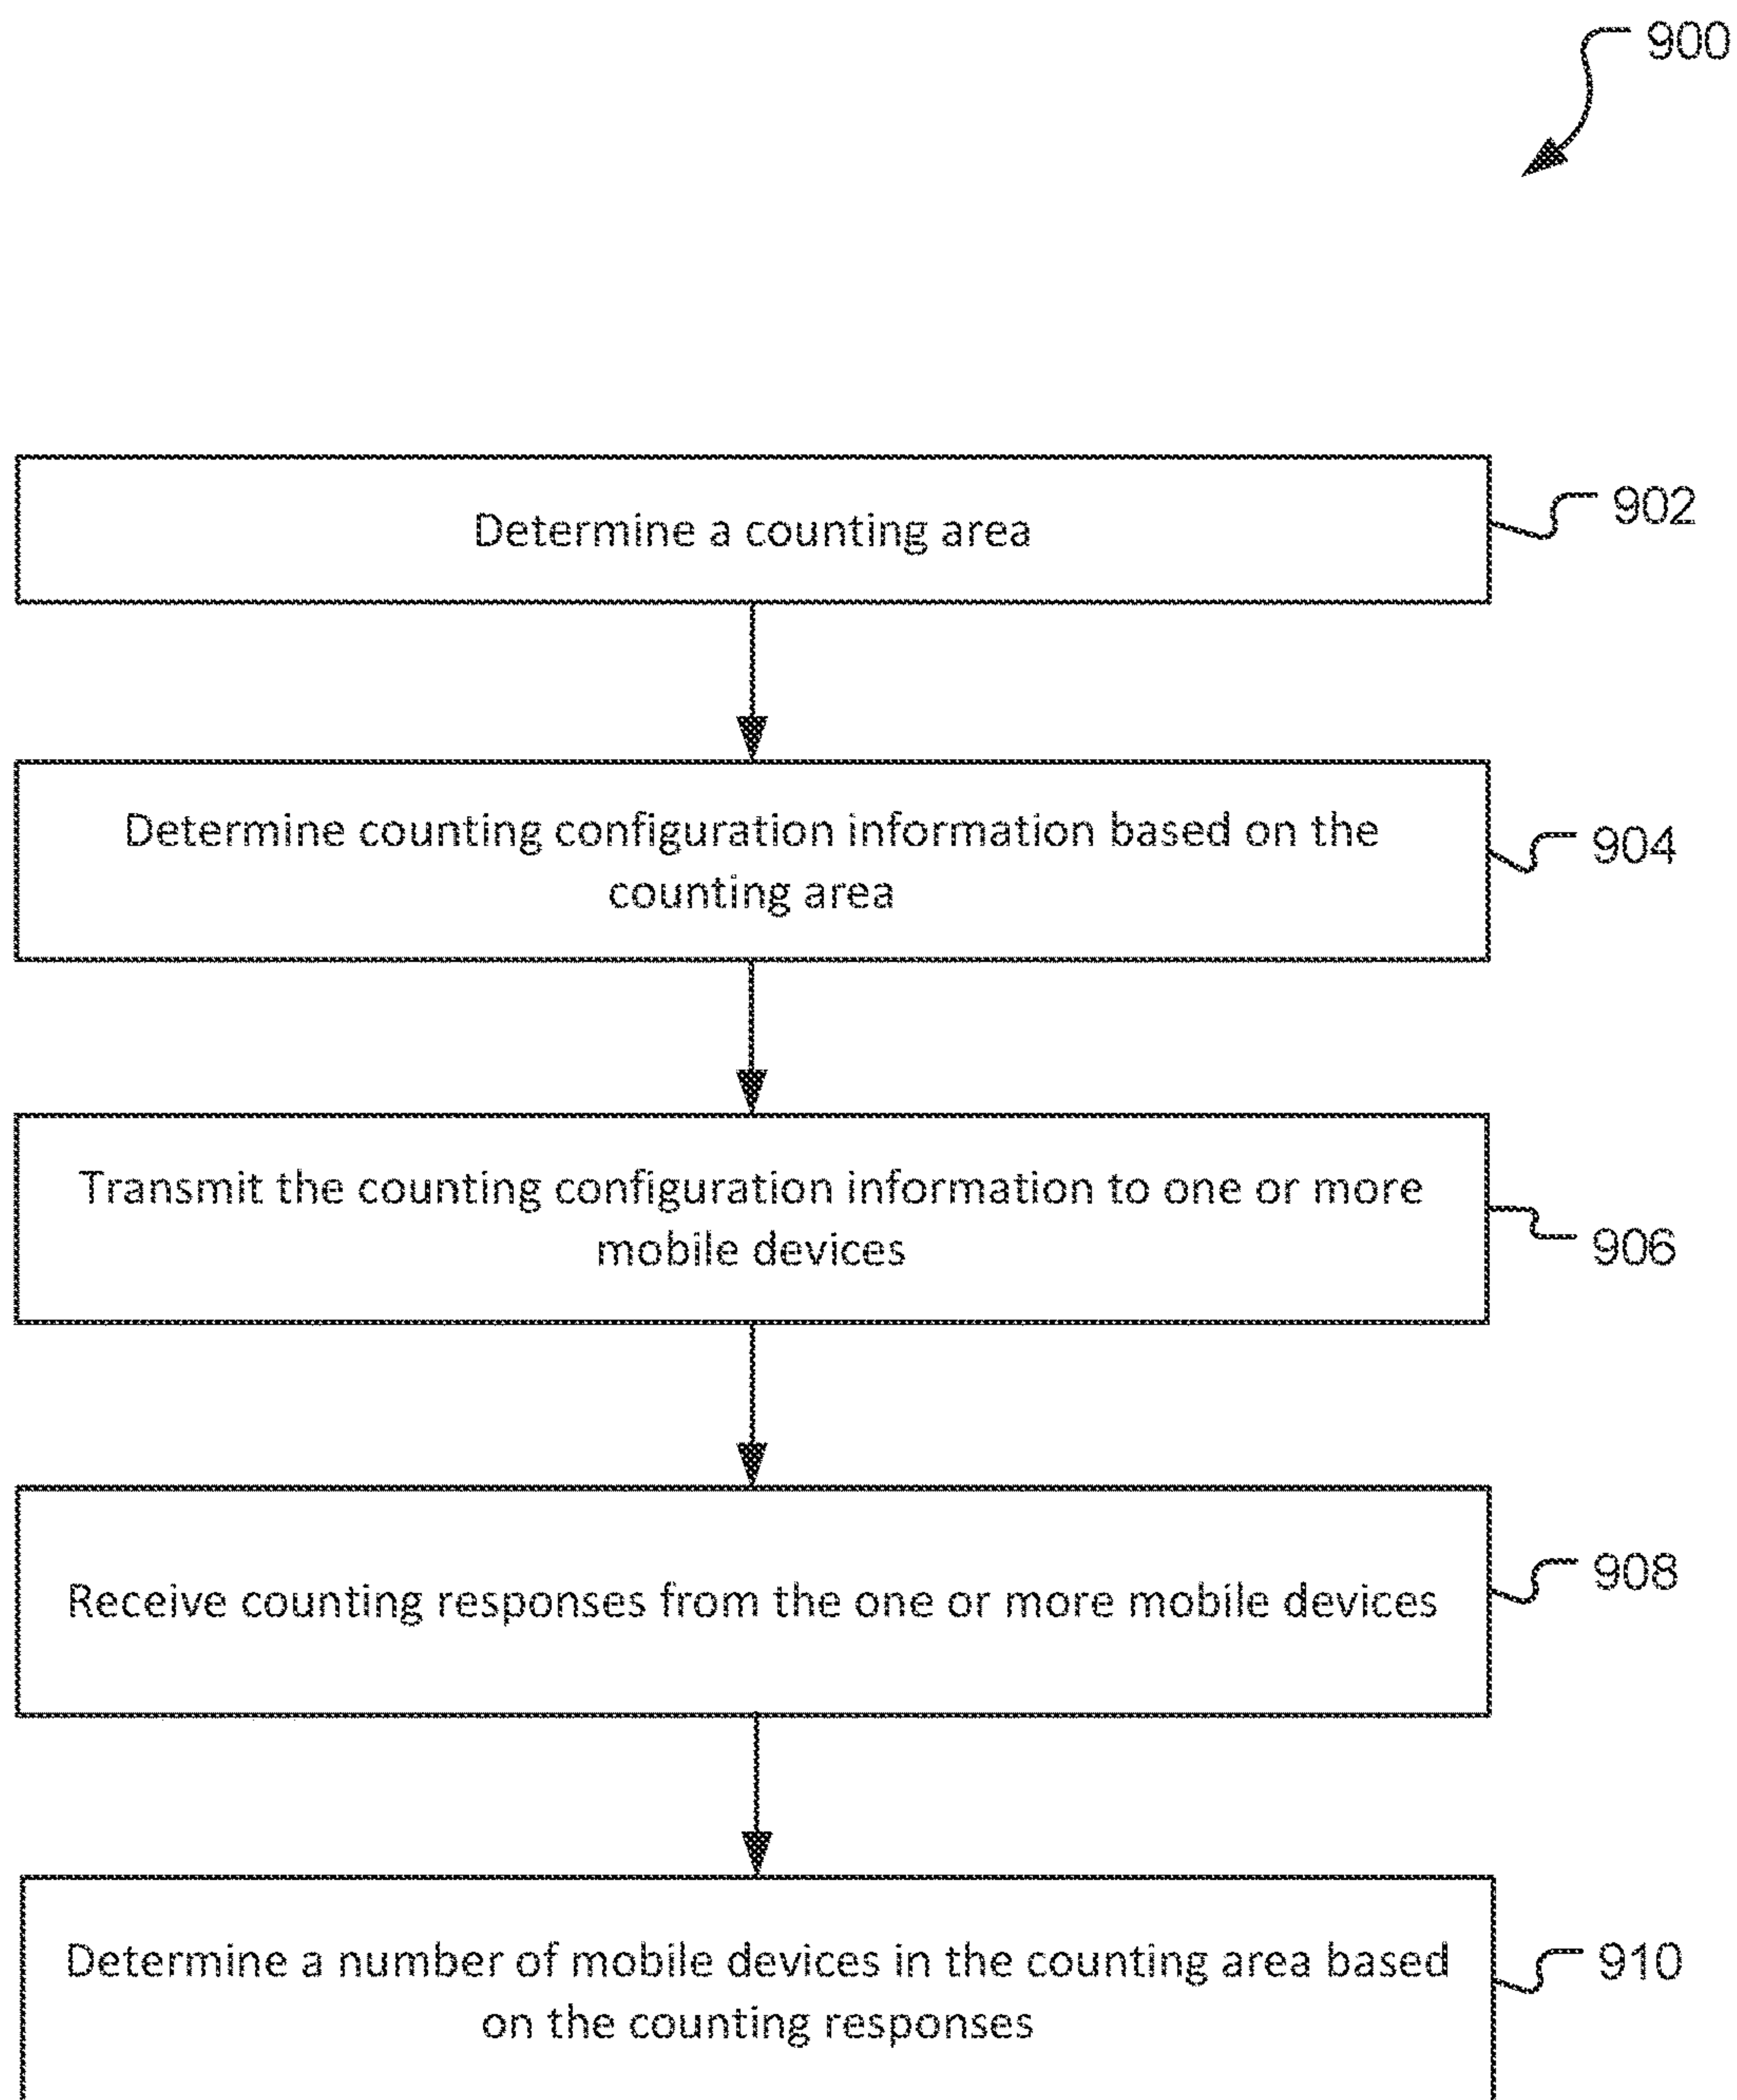 900
Determine a counting area
902
Determine counting configuration information based on the
counting area
904
Transmit the counting configuration information to one or more
mobile devices
906
Receive counting responses from the one or more mobile devices
908
Determine a number of mobile devices in the counting area based
on the counting responses
910